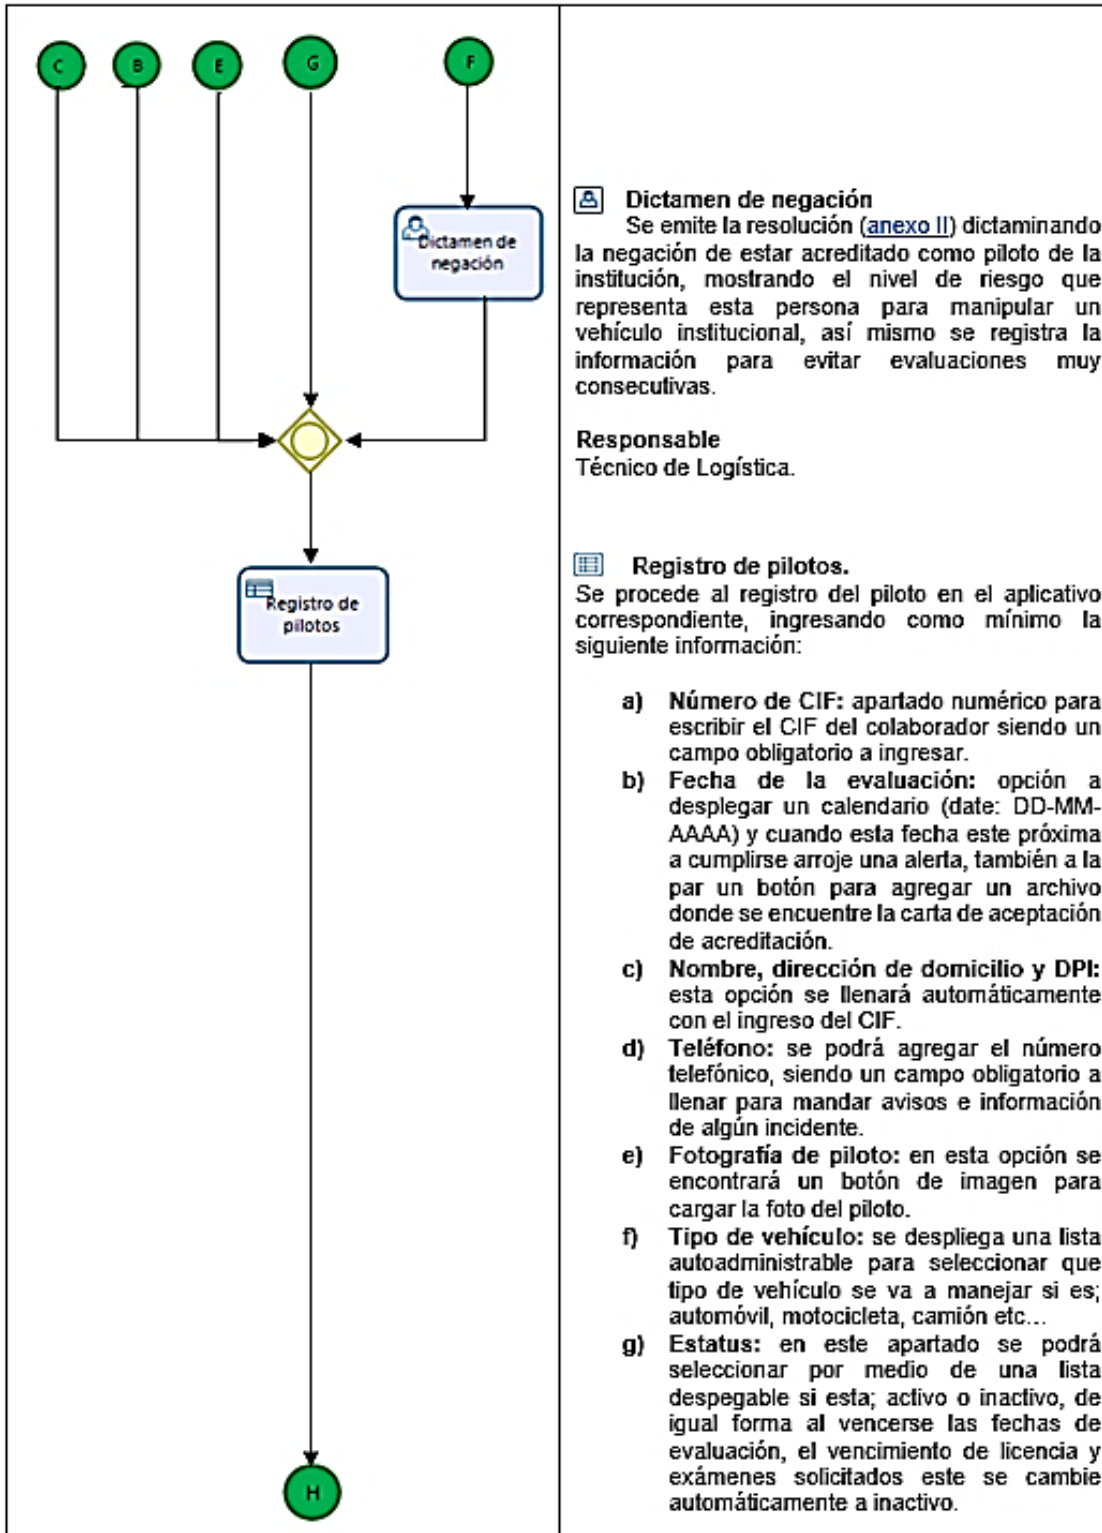 C B E G F
Dictamen de
negación
Registro de
pilotos
H
Dictamen de negación
Se emite la resolución (anexo II) dictaminando
la negación de estar acreditado como piloto de la
institución, mostrando el nivel de riesgo que
representa esta persona para manipular un
vehículo institucional, así mismo se registra la
información para evitar evaluaciones muy
consecutivas.
Responsable
Técnico de Logística.
Registro de pilotos.
Se procede al registro del piloto en el aplicativo
correspondiente, ingresando como mínimo la
siguiente información:
a) Número de CIF: apartado numérico para
escribir el CIF del colaborador siendo un
campo obligatorio a ingresar.
b) Fecha de la evaluación: opción a
desplegar un calendario (date: DD-MM-
AAAA) y cuando esta fecha este próxima
a cumplirse arroje una alerta, también a la
par un botón para agregar un archivo
donde se encuentre la carta de aceptación
de acreditación.
c) Nombre, dirección de domicilio y DPI:
esta opción se llenará automáticamente
con el ingreso del CIF.
d) Teléfono: se podrá agregar el número
telefónico, siendo un campo obligatorio a
llenar para mandar avisos e información
de algún incidente.
e) Fotografía de piloto: en esta opción se
encontrará un botón de imagen para
cargar la foto del piloto.
f) Tipo de vehículo: se despliega una lista
autoadministrable para seleccionar que
tipo de vehículo se va a manejar si es;
automóvil, motocicleta, camión etc...
g) Estatus: en este apartado se podrá
seleccionar por medio de una lista
despegable si esta; activo o inactivo, de
igual forma al vencerse las fechas de
evaluación, el vencimiento de licencia y
exámenes solicitados este se cambie
automáticamente a inactivo.